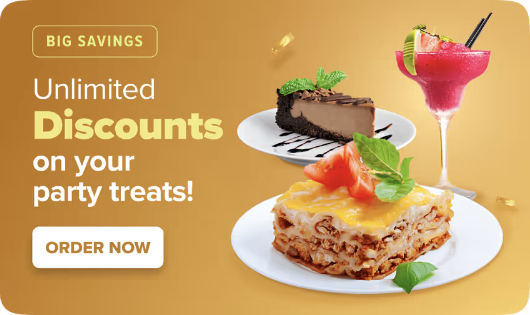 BIG SAVINGS
Unlimited
Discounts
on your
party treats!
ORDER NOW